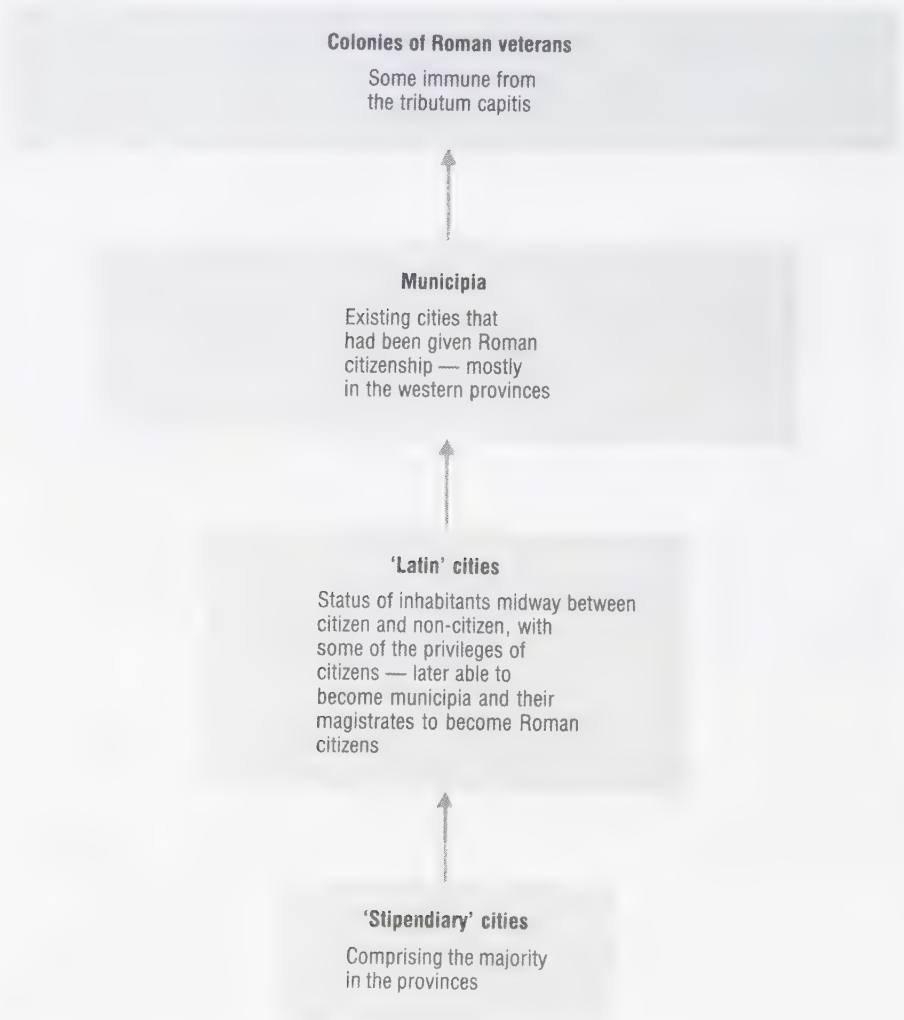 Colonies of Roman veterans
Some immune from
the tributum capitis
Municipia
Existing cities that
had been given Roman
citizenship — mostly
in the western provinces
‘Latin’ cities
Status of inhabitants midway between
citizen and non-citizen, with
some of the privileges of
citizens — later able to
become municipia and their
magistrates to become Roman
citizens
‘Stipendiary’ cities
Comprising the majority
in the provinces